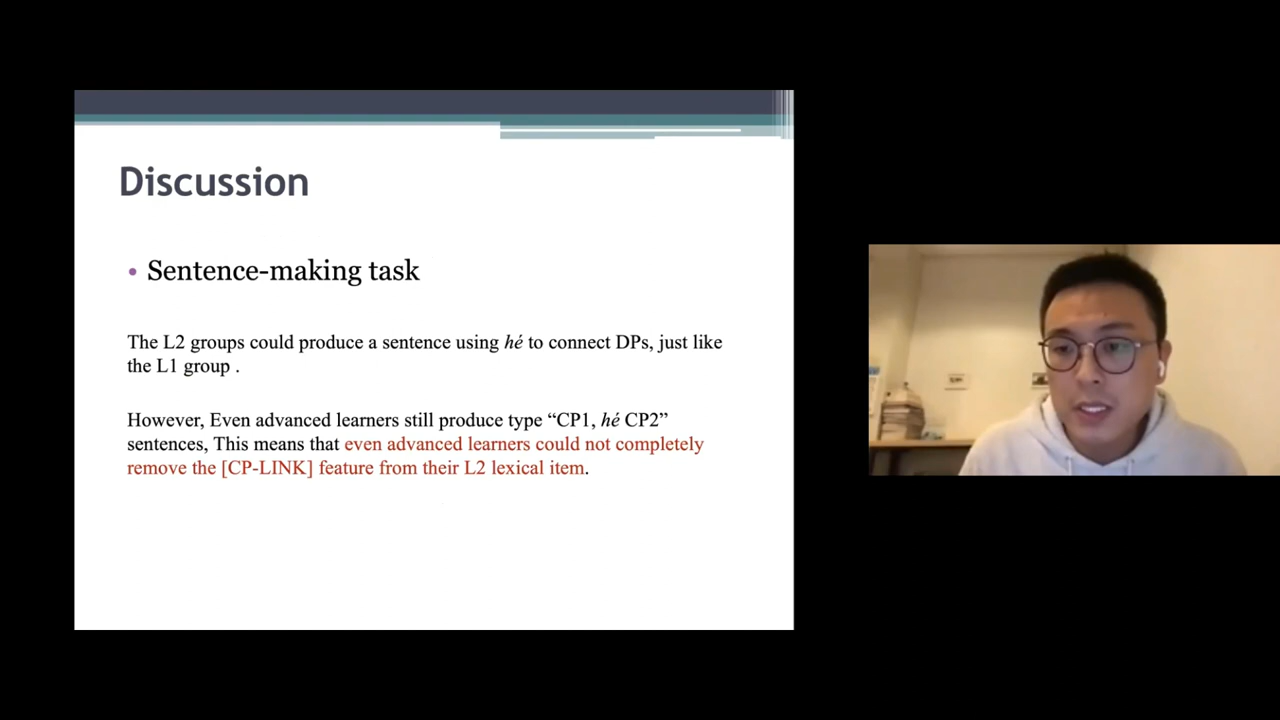 Discussion
• Sentence-making task
The L2 groups could produce a sentence using hé to connect DPs, just like
the L1 group .
However, Even advanced learners still produce type “CP1, hé CP2”
sentences, This means that even advanced learners could not completely
remove the [CP-LINK] feature from their L2 lexical item.